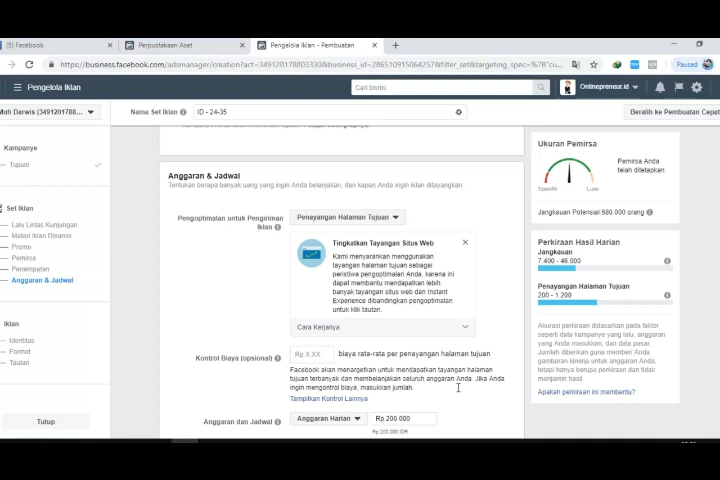 (5) Facebook
Perpustakaan Aset
Pengelola Iklan - Pembuatan
https://business.facebook.com/adsmanager/creation?act=349120178803330&business_id=286510915064257&filter_set&targeting_spec=%7B"cu...
Paused
Pengelola Iklan
Cari bisnis
Onlinepreneur.id
Muh Darwis (3491201788...
Nama Set Iklan
ID - 24-35
Beralih ke Pembuatan Cepat
Kampanye
Tujuan
Set Iklan
Lalu Lintas Kunjungan
Materi Iklan Dinamis
Promo
Pemirsa
Penempatan
Anggaran & Jadwal
Iklan
Identitas
Format
Tautan
Tutup
Anggaran & Jadwal
Tentukan berapa banyak uang yang ingin Anda belanjakan, dan kapan Anda ingin iklan ditayangkan.
Pengoptimalan untuk Pengiriman
Iklan
Penayangan Halaman Tujuan
Tingkatkan Tayangan Situs Web
Kami menyarankan menggunakan
tayangan halaman tujuan sebagai
peristiwa pengoptimalan Anda, karena ini
dapat membantu mendapatkan lebih
banyak tayangan situs web dan Instant
Experience dibandingkan pengoptimalan
untuk klik tautan.
Cara Kerjanya
Kontrol Biaya (opsional)
Rp X.XX
biaya rata-rata per penayangan halaman tujuan
Facebook akan menargetkan untuk mendapatkan tayangan halaman
tujuan terbanyak dan membelanjakan seluruh anggaran Anda. Jika Anda
ingin mengontrol biaya, masukkan jumlah.
Tampilkan Kontrol Lainnya
Anggaran dan Jadwal
Anggaran Harian
Rp 200.000
Rp 200.000 IDR
Ukuran Pemirsa
Spesifik
Luas
Pemirsa Anda
telah ditetapkan
Jangkauan Potensial:680.000 orang
Perkiraan Hasil Harian
Jangkauan
7.400 - 46.000
Penayangan Halaman Tujuan
200 - 1.200
Akurasi perkiraan didasarkan pada faktor
seperti data kampanye yang lalu, anggaran
yang Anda masukkan, dan data pasar.
Jumlah diberikan guna memberi Anda
gambaran kinerja untuk anggaran Anda,
tetapi hanya berupa perkiraan dan tidak
menjamin hasil.
Apakah perkiraan ini membantu?